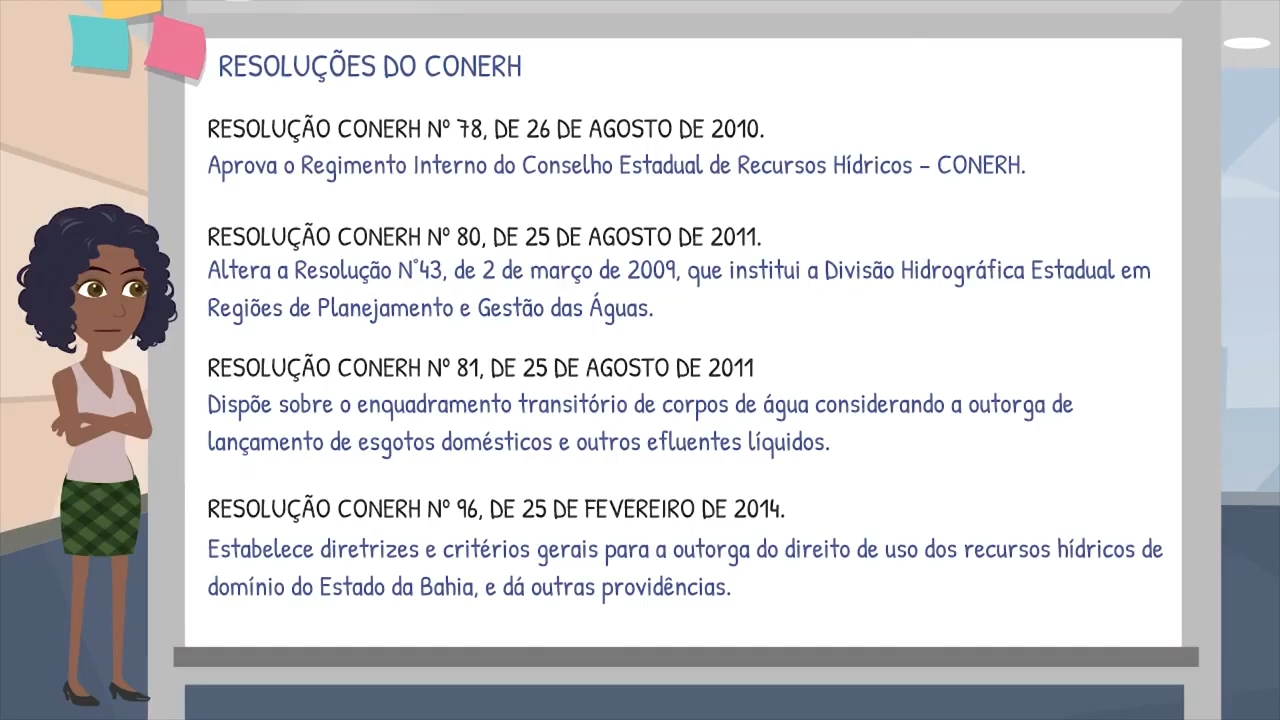 RESOLUÇÕES DO CONERH
RESOLUÇÃO CONERH Nº 78, DE 26 DE AGOSTO DE 2010.
Aprova o Regimento Interno do Conselho Estadual de Recursos Hídricos – CONERH.
RESOLUÇÃO CONERH Nº 80, DE 25 DE AGOSTO DE 2011.
Altera a Resolução N°43, de 2 de março de 2009, que institui a Divisão Hidrográfica Estadual em
Regiões de Planejamento e Gestão das Águas.
RESOLUÇÃO CONERH Nº 81, DE 25 DE AGOSTO DE 2011
Dispõe sobre o enquadramento transitório de corpos de água considerando a outorga de
lançamento de esgotos domésticos e outros efluentes líquidos.
RESOLUÇÃO CONERH Nº 96, DE 25 DE FEVEREIRO DE 2014.
Estabelece diretrizes e critérios gerais para a outorga do direito de uso dos recursos hídricos de
domínio do Estado da Bahia, e dá outras providências.